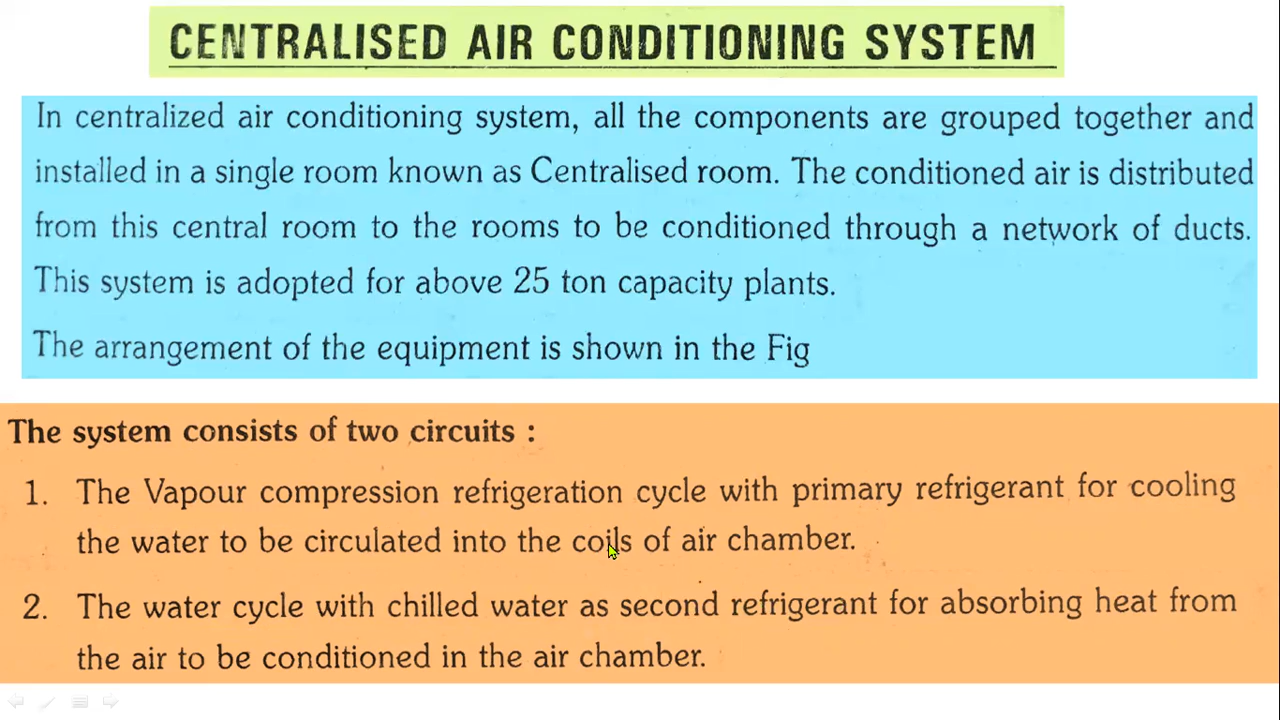 CENTRALISED AIR CONDITIONING SYSTEM
In centralized air conditioning system, all the components are grouped together and
installed in a single room known as Centralised room. The conditioned air is distributed
from this central room to the rooms to be conditioned through a network of ducts.
This system is adopted for above 25 ton capacity plants.
The arrangement of the equipment is shown in the Fig
The system consists of two circuits :
1. The Vapour compression refrigeration cycle with primary refrigerant for cooling
the water to be circulated into the coils of air chamber.
2. The water cycle with chilled water as second refrigerant for absorbing heat from
the air to be conditioned in the air chamber.